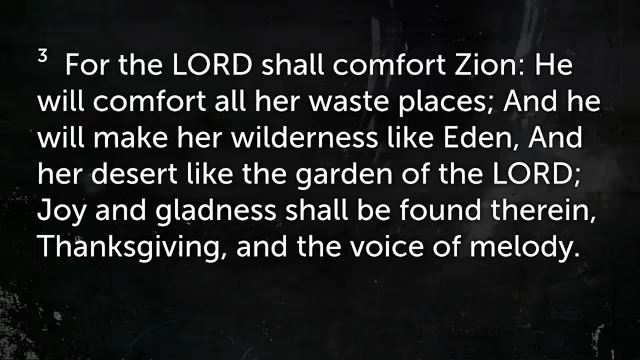 3 For the LORD shall comfort Zion: He
will comfort all her waste places; And he
will make her wilderness like Eden, And
her desert like the garden of the LORD;
Joy and gladness shall be found therein,
Thanksgiving, and the voice of melody.